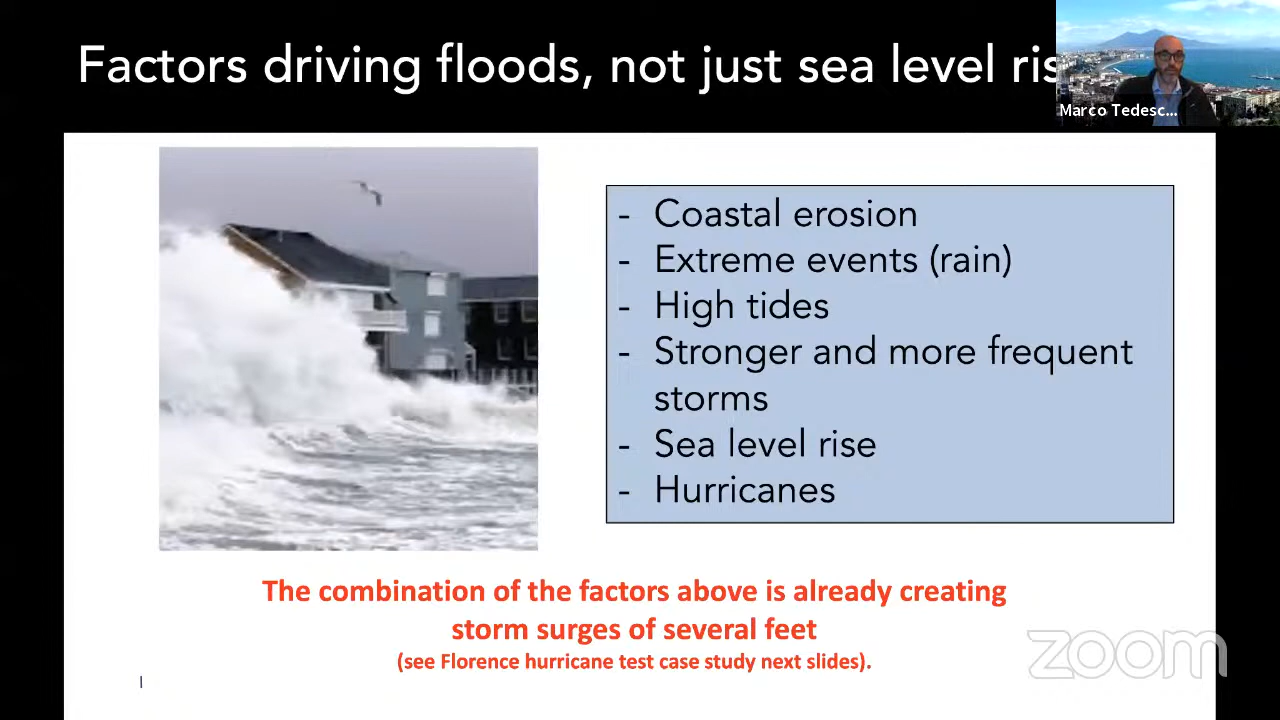 Factors driving floods, not just sea level ris
Marco Tedesc...
- Coastal erosion
- Extreme events (rain)
- High tides
- Stronger and more frequent
storms
- Sea level rise
- Hurricanes
The combination of the factors above is already creating
storm surges of several feet
(see Florence hurricane test case study next slides).
zoom